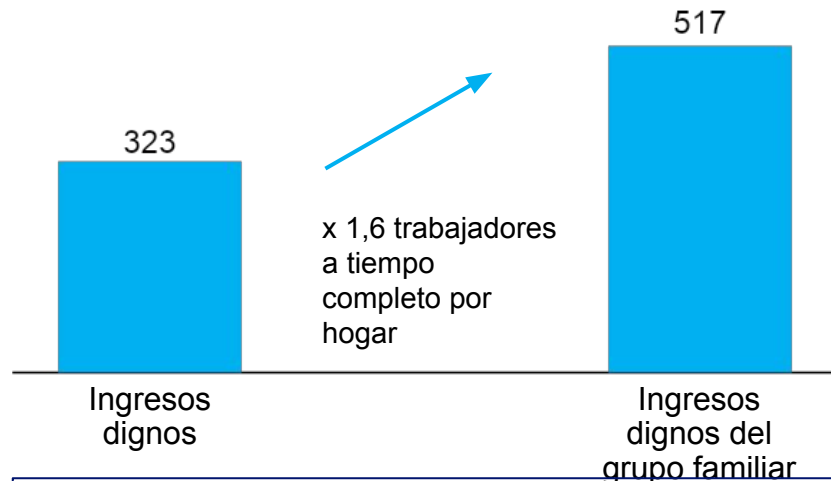 517
323
x 1,6 trabajadores
a tiempo
completo por
hogar
Ingresos
dignos
Ingresos
dignos del
grupo familiar